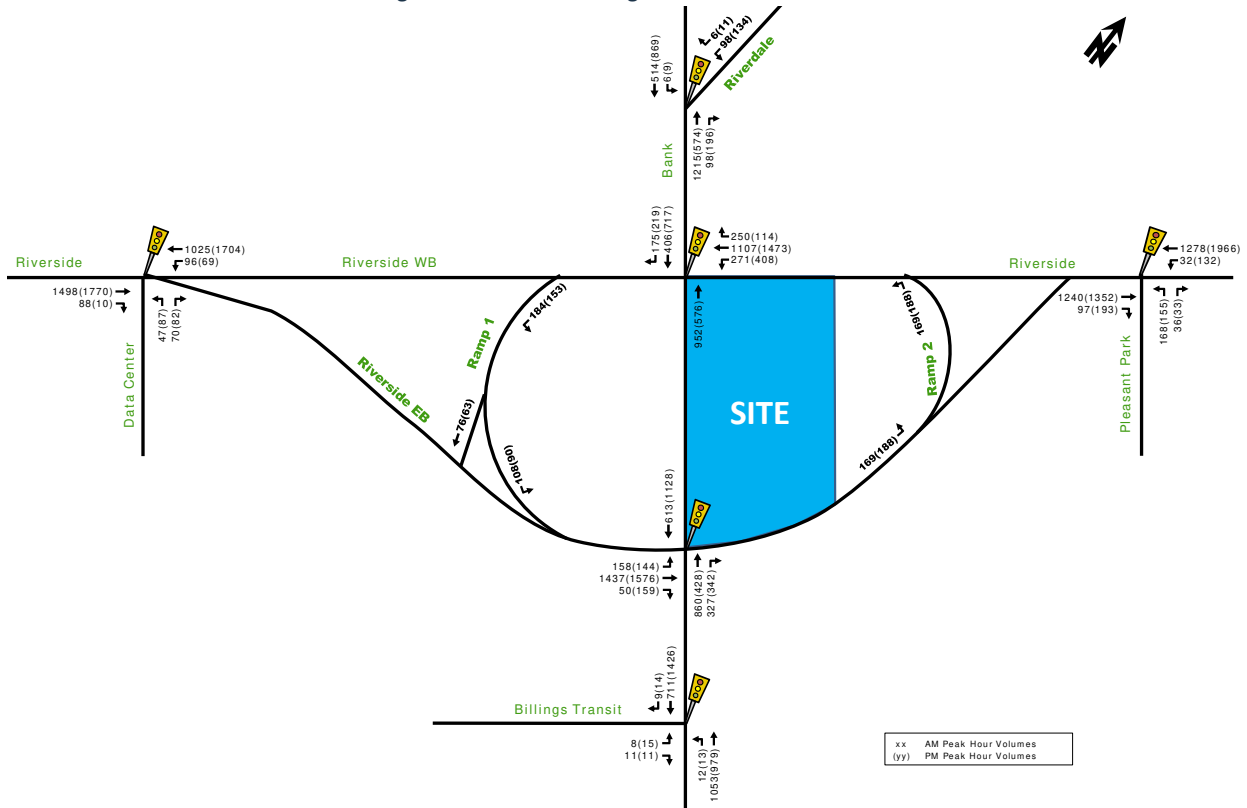 6(11)
98(134)
Riverdale
514(869)
6(9)
1215(574)
98(196)
Bank
175(219)
406(717)
250(114)
1107(1473)
271(408)
1025(1704)
96(69)
1278(1966)
32(132)
Riverside
Riverside WB
Riverside
1498(1770)
88(10)
47(87)
70(82)
184(153)
952(576)
169(188)
1240(1352)
97(193)
168(155)
36(33)
Ramp 1
Ramp 2
Data Center
Riverside EB
76(63)
SITE
Pleasant Park
108(90)
169(188)
613(1128)
158(144)
1437(1576)
50(159)
860(428)
327(342)
9(14)
711(1426)
Billings Transit
8(15)
11(11)
12(13)
1053(979)
xx AM Peak Hour Volumes
(yy) PM Peak Hour Volumes